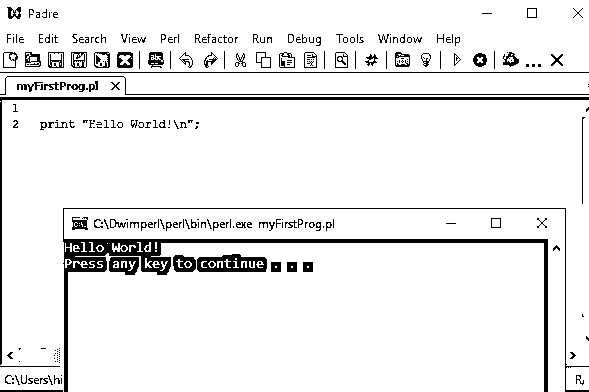 Padre
File Edit Search View Perl Refactor Run Debug Tools Window Help
myFirstProg.pl
1
2 print "Hello World!\n";
C:\Dwimperl\perl\bin\perl.exe myFirstProg.pl
Hello World!
Press any key to continue . . .
C:\Users\hi